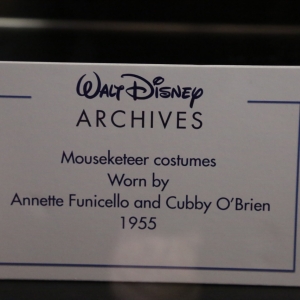 Walt Disney
ARCHIVES
Mouseketeer costumes
Worn by
Annette Funicello and Cubby O'Brien
1955